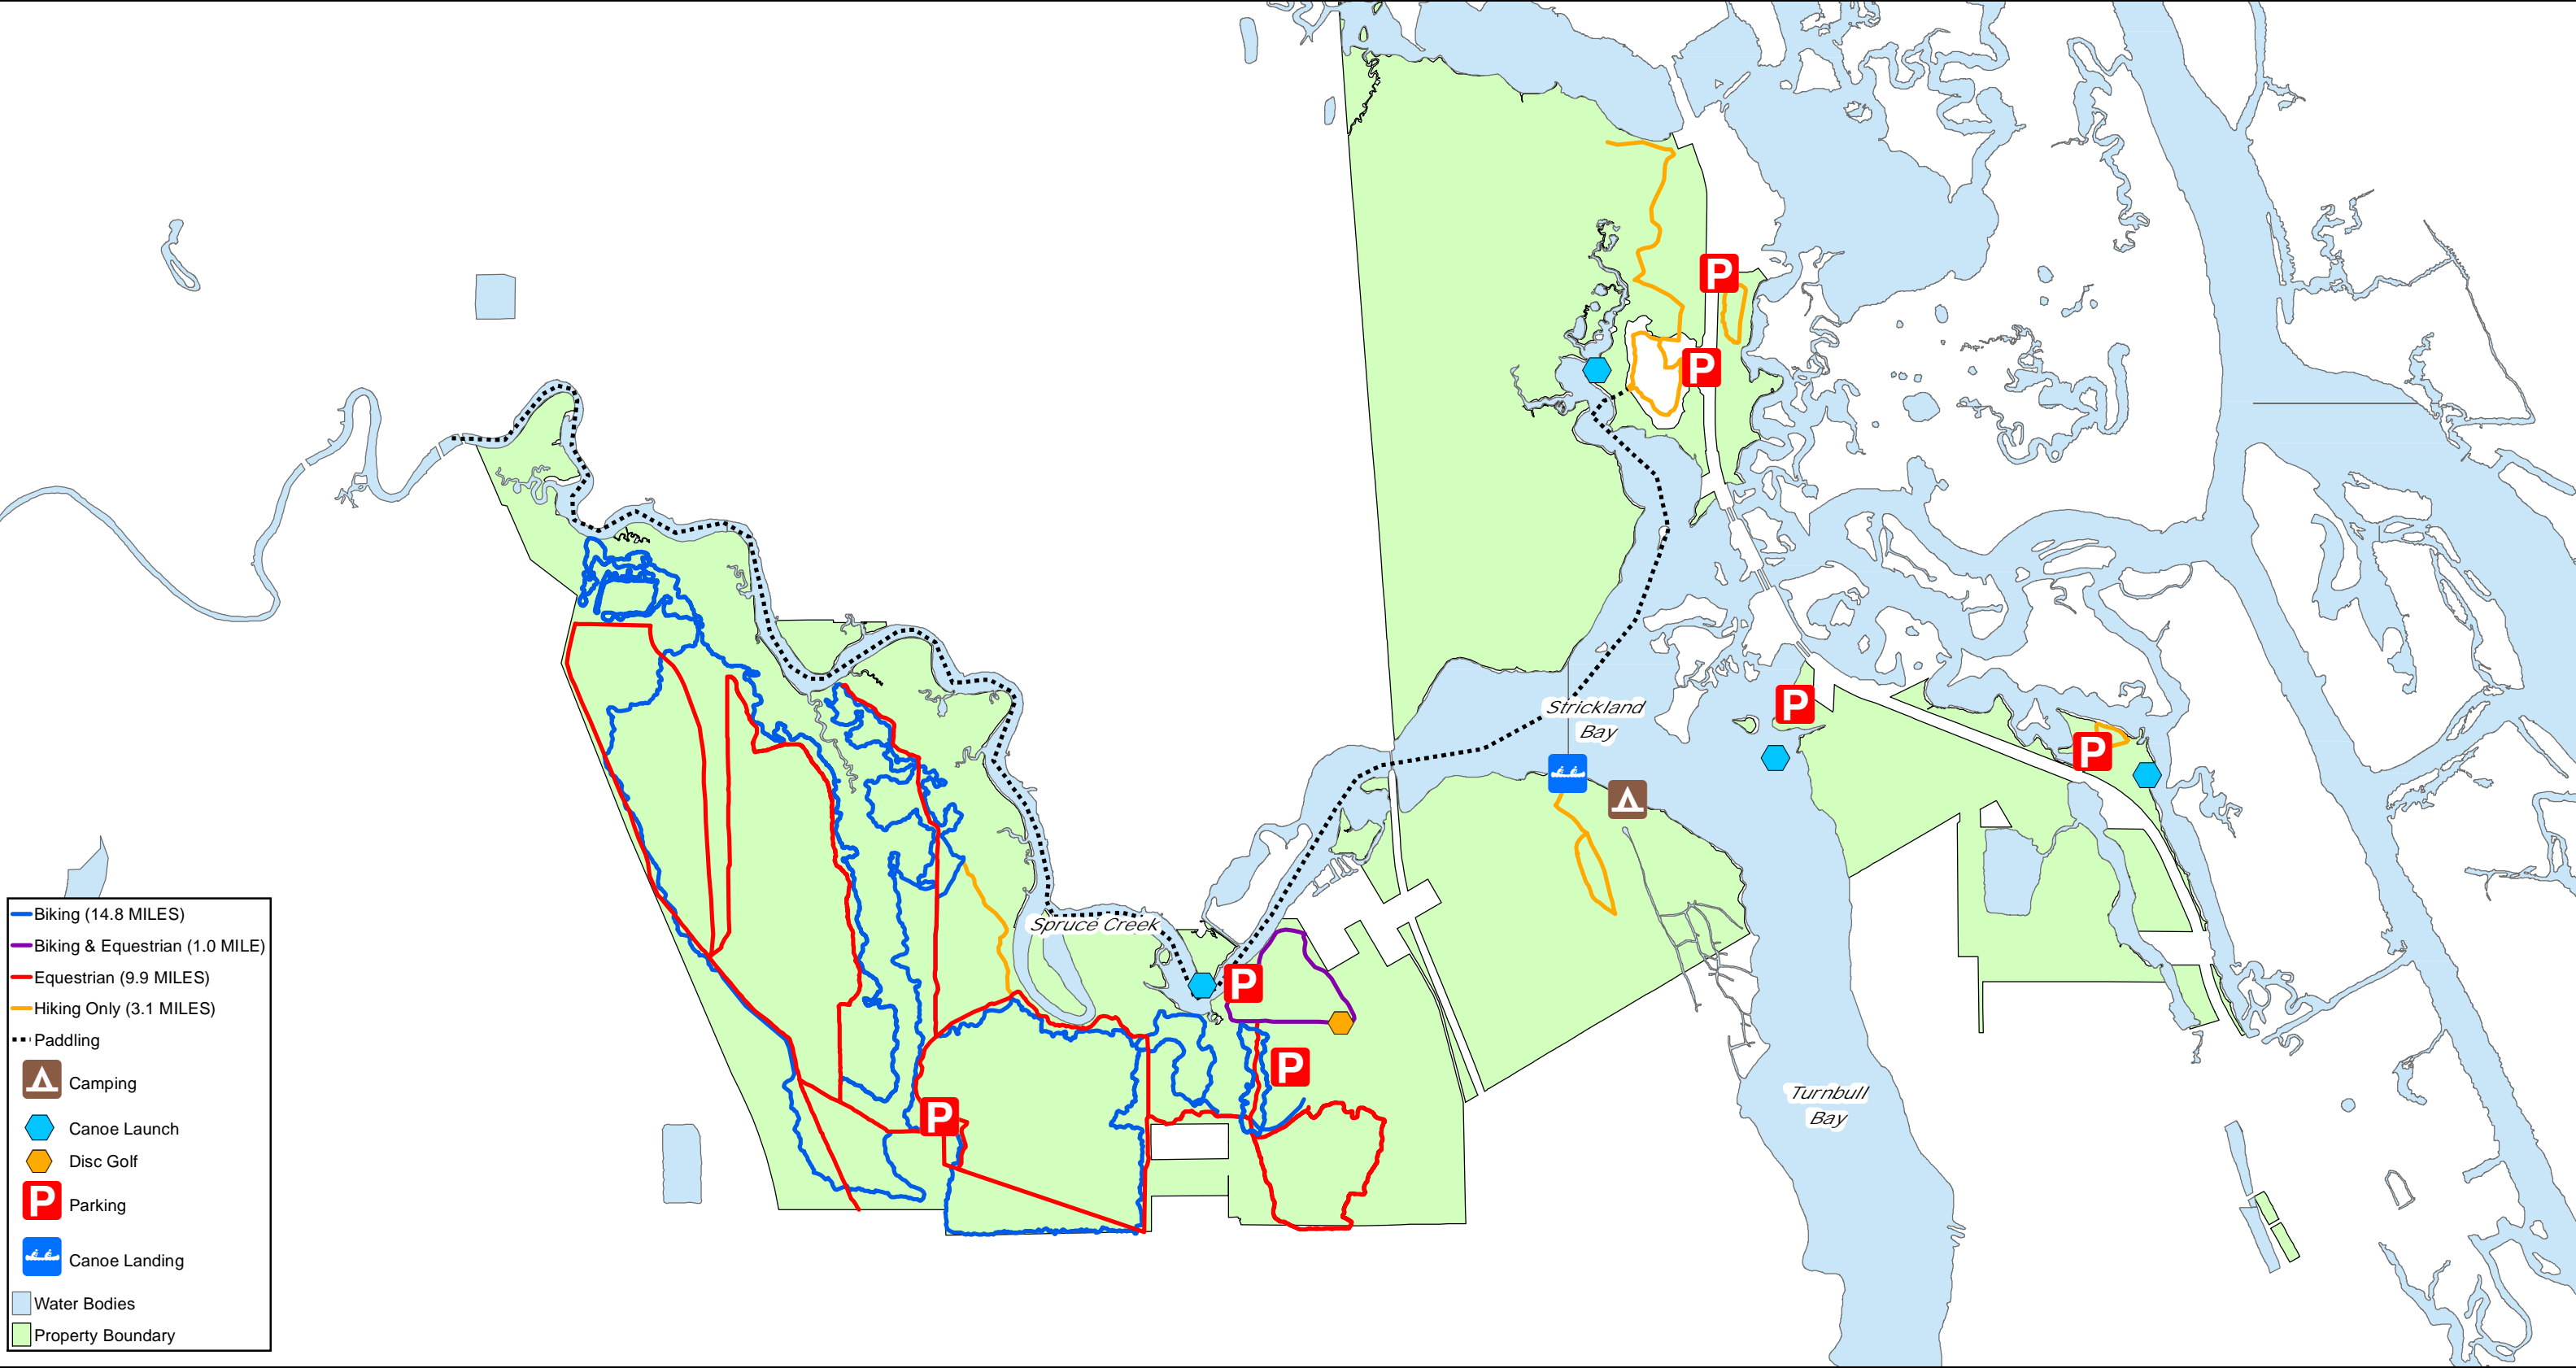 P
P
Strickland
Bay
P
P
Spruce Creek
P
P
P
Turnbull
Bay
Biking (14.8 MILES)
Biking & Equestrian (1.0 MILE)
Equestrian (9.9 MILES)
Hiking Only (3.1 MILES)
Paddling
Camping
Canoe Launch
Disc Golf
P Parking
Canoe Landing
Water Bodies
Property Boundary